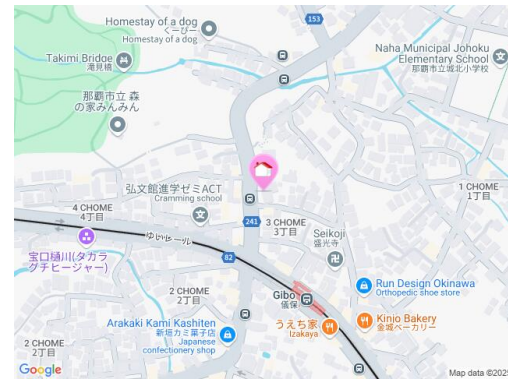 Homestay of a dog
くーぴー
Homestay of a dog
153
Takimi Bridge
滝見橋
Naha Municipal Johoku
Elementary School
那覇市立城北小学校
那覇市立 森
の家みんみん
弘文館進学ゼミACT
Cramming school
4 CHOME
4丁目
241
3 CHOME
3丁目
1 CHOME
1丁目
ゆいレール
82
Seikoji
盛光寺
宝口樋川(タカラ
グチヒージャー)
2 CHOME
2丁目
Gibo
儀保
Run Design Okinawa
Orthopedic shoe store
Arakaki Kami Kashiten
新垣カミ菓子店
Japanese
confectionery shop
うえち家
Izakaya
Kinjo Bakery
金城ベーカリー
2 CHOME
2丁目
Google
Map data ©2025